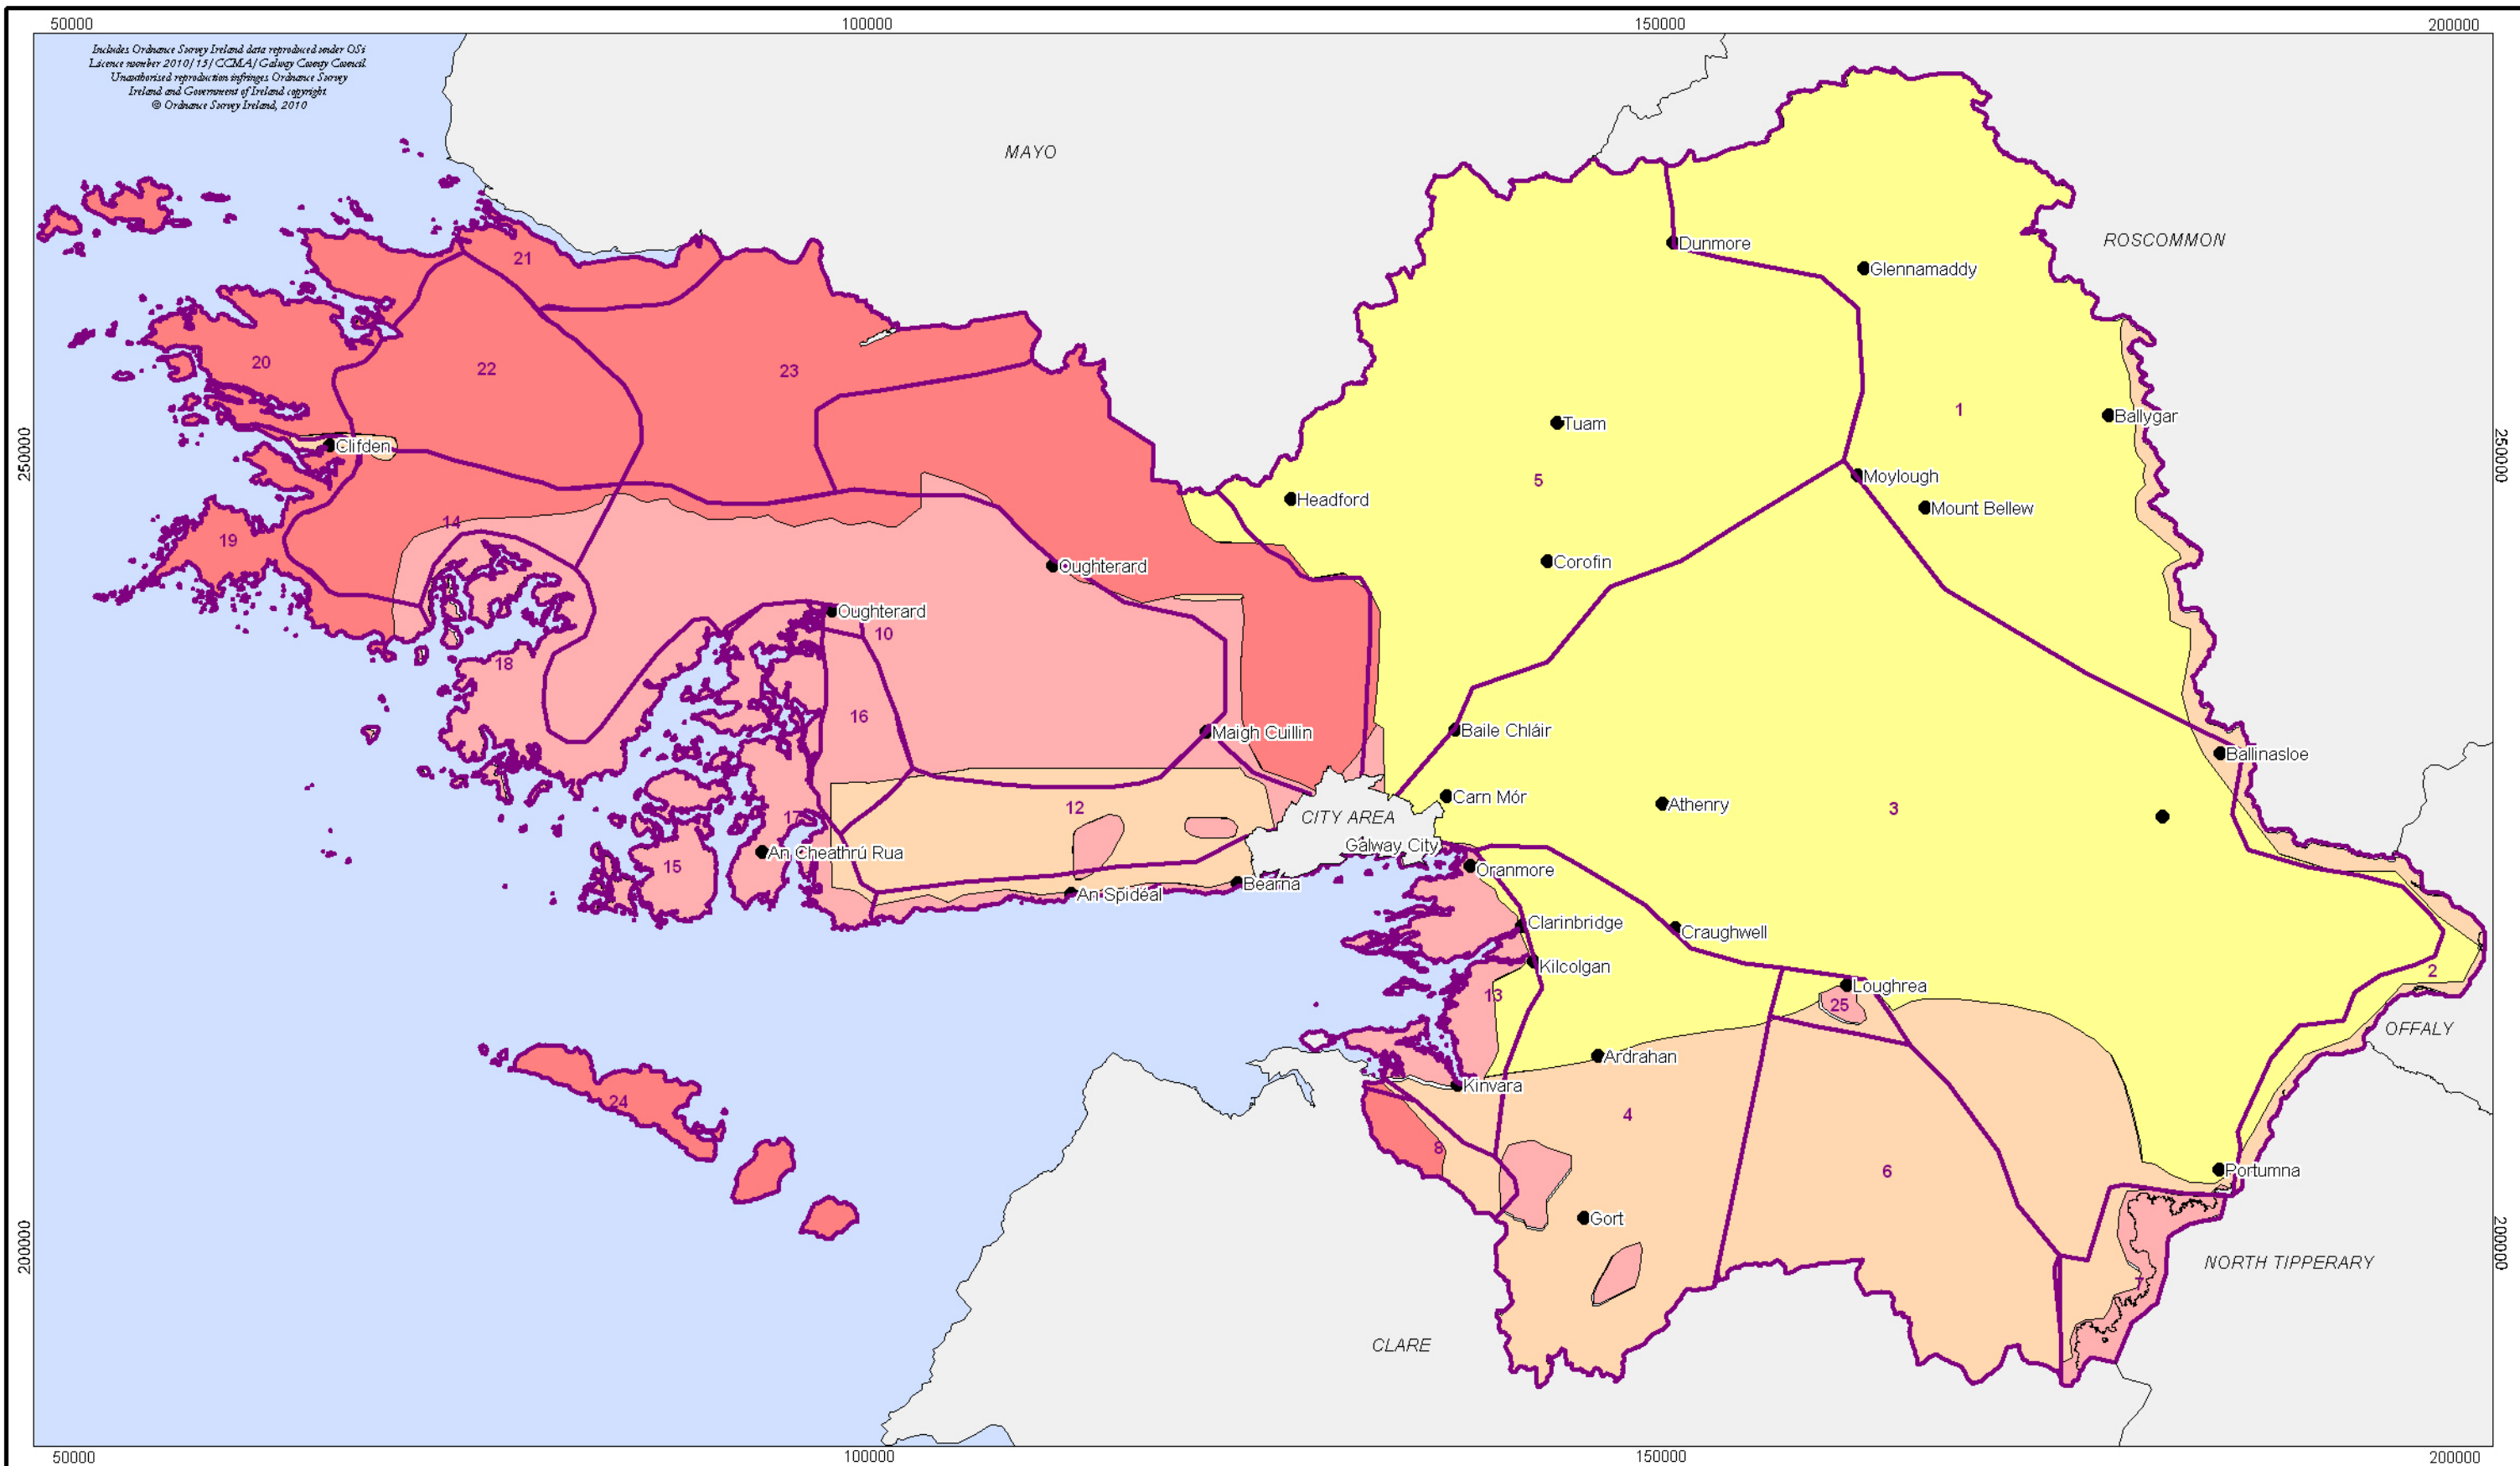 50000
100000
150000
200000
Includes Ordnance Survey Ireland data reproduced under OSi
Licence number 2010/15/CCMA/Galway County Council.
Unauthorised reproduction infringes Ordnance Survey
Ireland and Government of Ireland copyright.
© Ordnance Survey Ireland, 2010
MAYO
ROSCOMMON
Dunmore
21
Glennamaddy
20
22
23
1
Ballygar
Tuam
Clifden
250000
250000
5
Moylough
Headford
Mount Bellew
14
19
Corofin
Oughterard
Oughterard
10
18
16
Baile Chláir
Maigh Cuillin
Ballinasloe
Carn Mór
Athenry
12
3
17
CITY AREA
Galway City
An Cheathrú Rua
15
Oranmore
Bearna
An Spidéal
Clarinbridge
Craughwell
Kilcolgan
2
Loughrea
13
25
OFFALY
Ardrahan
Kinvara
24
4
8
6
Portumna
Gort
200000
200000
NORTH TIPPERARY
7
CLARE
50000
100000
150000
200000